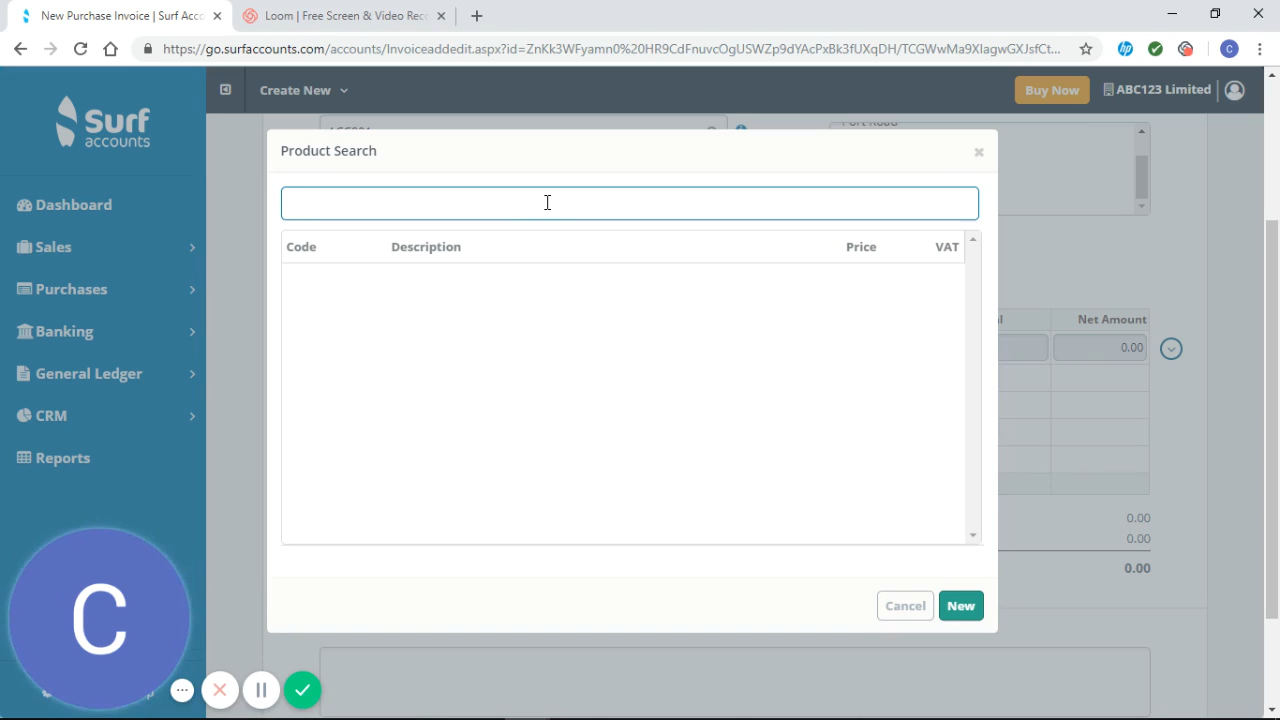 New Purchase Invoice | Surf Acco
Loom | Free Screen & Video Reco
https://go.surfaccounts.com/accounts/Invoiceaddedit.aspx?id=ZnKk3WFyamn0%20HR9CdFnuvcOgUSWZp9dYAcPxBk3fUXqDH/TCGWwMa9XIagwGXJsfCt...
C
Surf
accounts
Create New
Buy Now
ABC123 Limited
Product Search
Code Description Price VAT
Dashboard
Sales
Purchases
Banking
General Ledger
CRM
Reports
Net Amount
0.00
0.00
0.00
0.00
Cancel
New
C